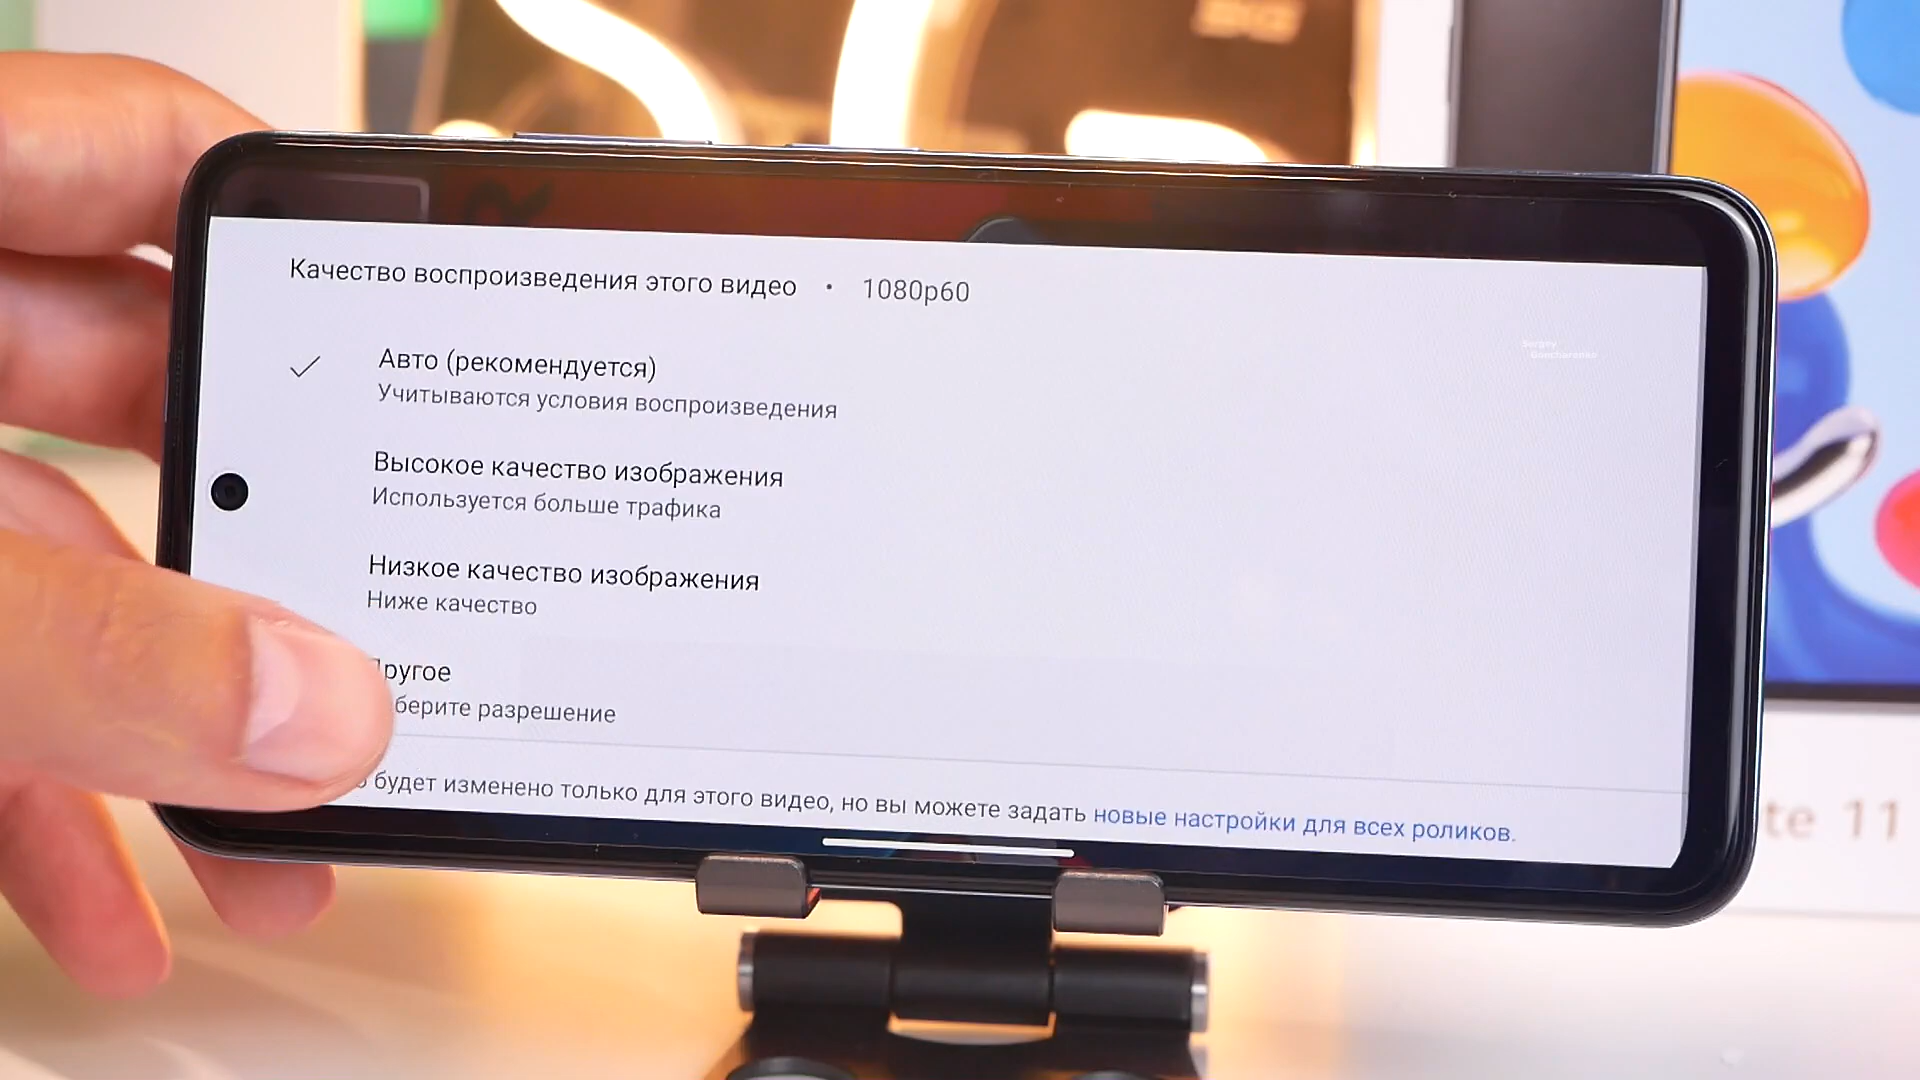 Качество воспроизведения этого видео • 1080p60
Авто (рекомендуется)
Учитываются условия воспроизведения
Sergey
Goncharenko
Высокое качество изображения
Используется больше трафика
Низкое качество изображения
Ниже качество
ругое
берите разрешение
будет изменено только для этого видео, но вы можете задать новые настройки для всех роликов.
te 11